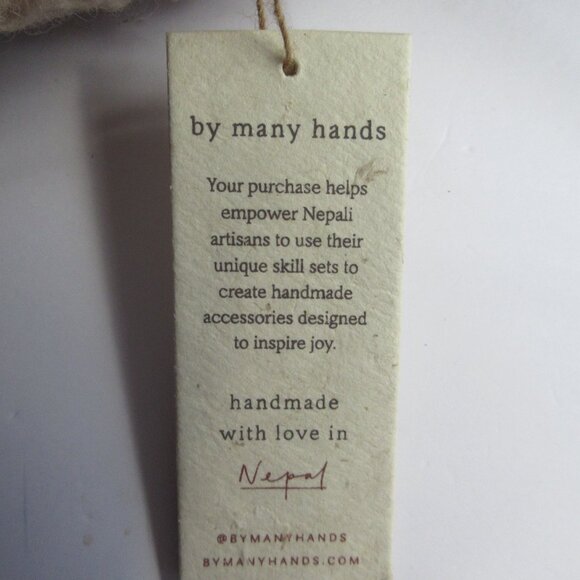 by many hands
Your purchase helps
empower Nepali
artisans to use their
unique skill sets to
create handmade
accessories designed
to inspire joy.
handmade
with love in
Nepal
@BYMANYHANDS
BYMANYHANDS.COM